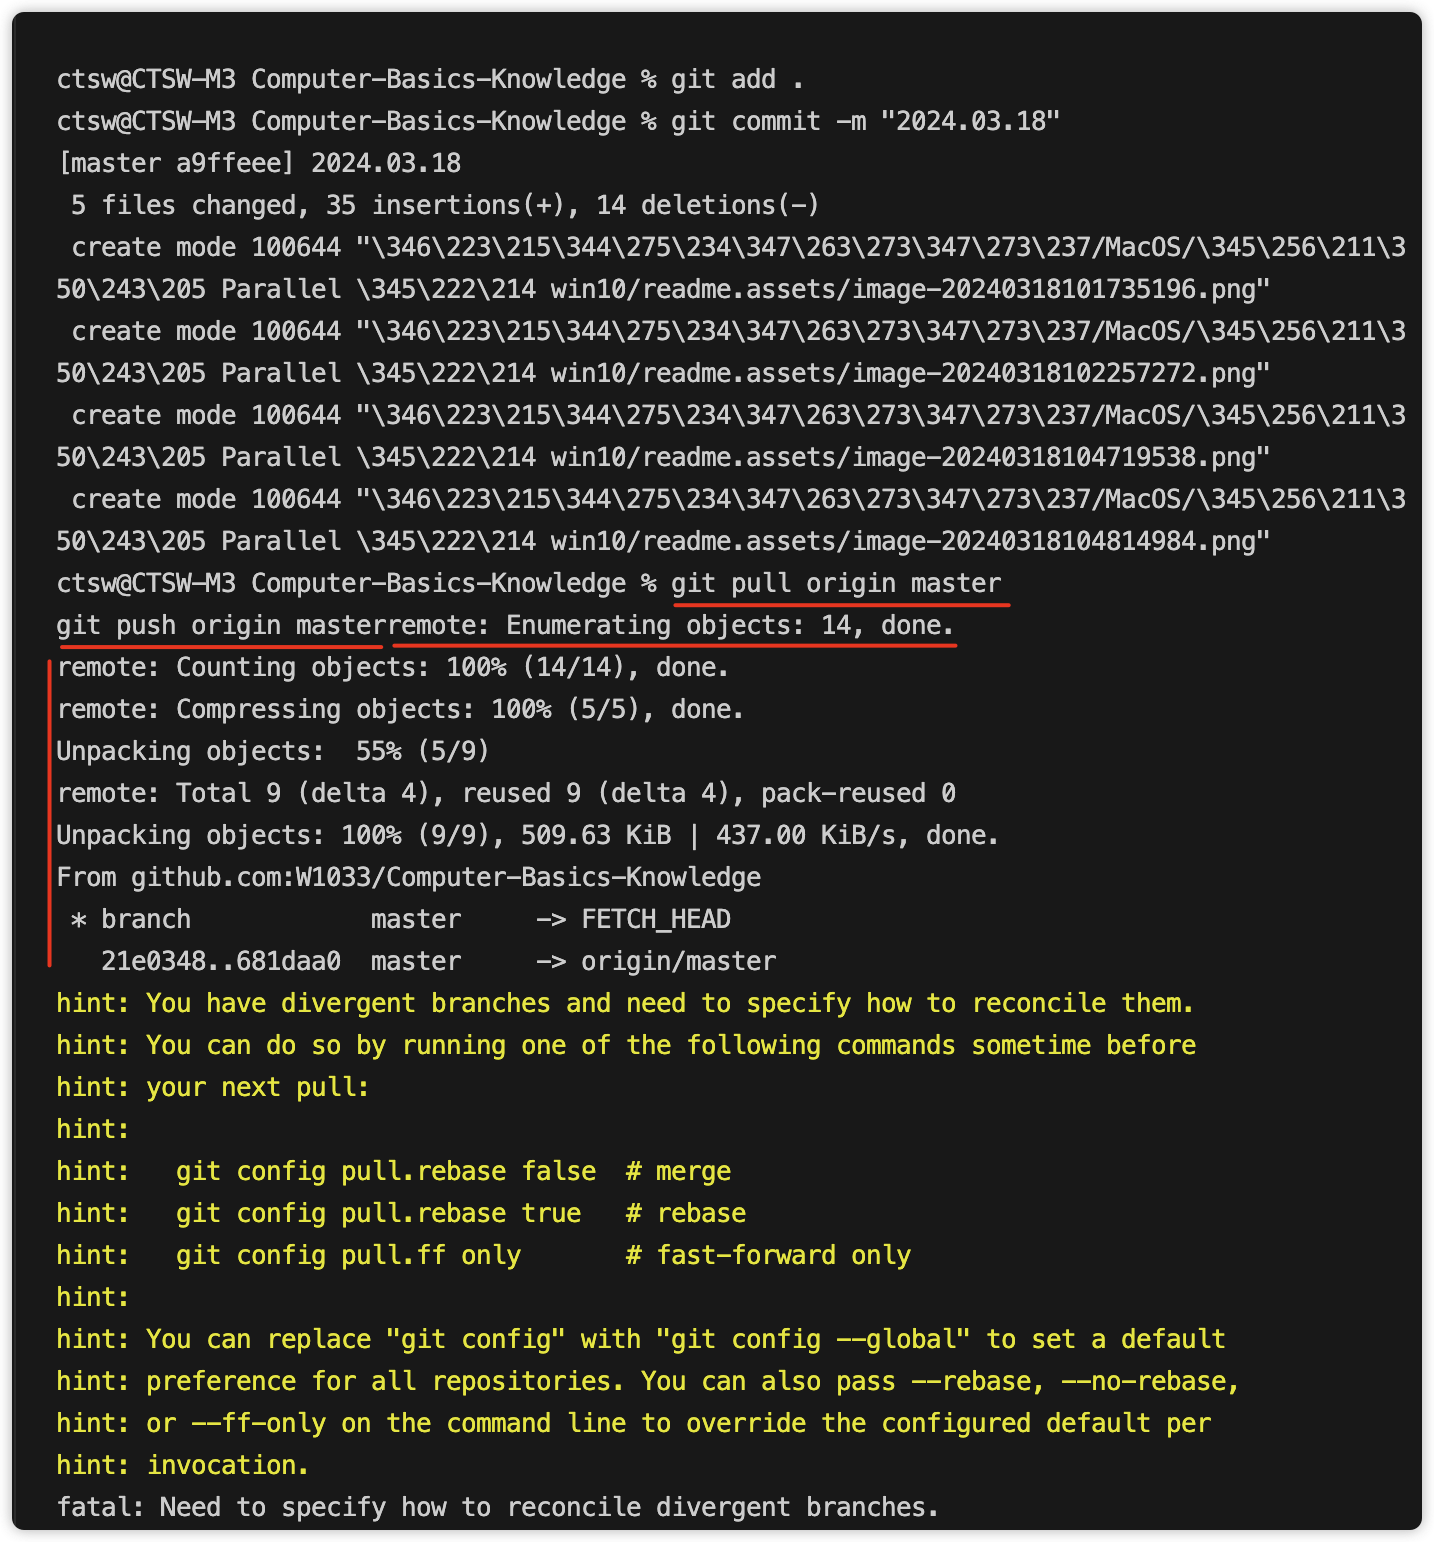 ctsw@CTSW-M3 Computer-Basics-Knowledge % git add .
ctsw@CTSW-M3 Computer-Basics-Knowledge % git commit -m "2024.03.18"
[master a9ffeee] 2024.03.18
 5 files changed, 35 insertions(+), 14 deletions(-)
 create mode 100644 "\346\223\215\344\275\234\347\263\273\347\273\237/MacOS/\345\256\211\3
50\243\205 Parallel \345\222\214 win10/readme.assets/image-20240318101735196.png"
 create mode 100644 "\346\223\215\344\275\234\347\263\273\347\273\237/MacOS/\345\256\211\3
50\243\205 Parallel \345\222\214 win10/readme.assets/image-20240318102257272.png"
 create mode 100644 "\346\223\215\344\275\234\347\263\273\347\273\237/MacOS/\345\256\211\3
50\243\205 Parallel \345\222\214 win10/readme.assets/image-20240318104719538.png"
 create mode 100644 "\346\223\215\344\275\234\347\263\273\347\273\237/MacOS/\345\256\211\3
50\243\205 Parallel \345\222\214 win10/readme.assets/image-20240318104814984.png"
ctsw@CTSW-M3 Computer-Basics-Knowledge % git pull origin master
git push origin masterremote: Enumerating objects: 14, done.
remote: Counting objects: 100% (14/14), done.
remote: Compressing objects: 100% (5/5), done.
Unpacking objects:  55% (5/9)
remote: Total 9 (delta 4), reused 9 (delta 4), pack-reused 0
Unpacking objects: 100% (9/9), 509.63 KiB | 437.00 KiB/s, done.
From github.com:W1033/Computer-Basics-Knowledge
 * branch            master     -> FETCH_HEAD
   21e0348..681daa0  master     -> origin/master
hint: You have divergent branches and need to specify how to reconcile them.
hint: You can do so by running one of the following commands sometime before
hint: your next pull:
hint:
hint:   git config pull.rebase false  # merge
hint:   git config pull.rebase true   # rebase
hint:   git config pull.ff only       # fast-forward only
hint:
hint: You can replace "git config" with "git config --global" to set a default
hint: preference for all repositories. You can also pass --rebase, --no-rebase,
hint: or --ff-only on the command line to override the configured default per
hint: invocation.
fatal: Need to specify how to reconcile divergent branches.